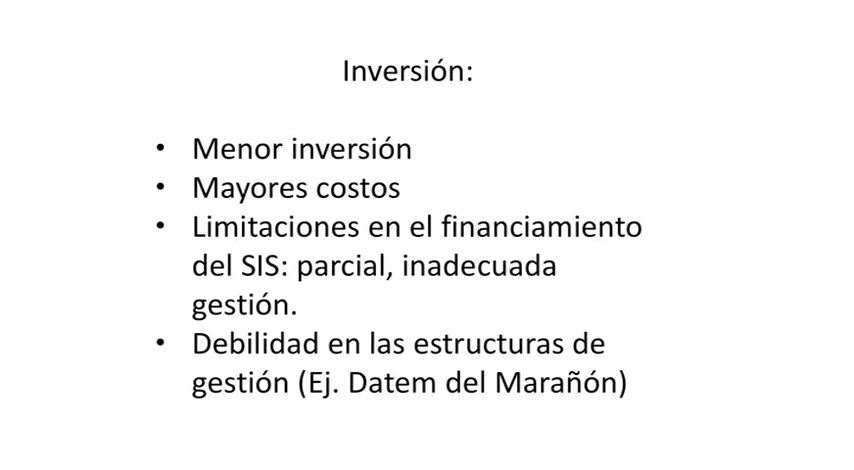 Inversión:
• Menor inversión
• Mayores costos
• Limitaciones en el financiamiento
del SIS: parcial, inadecuada
gestión.
• Debilidad en las estructuras de
gestión (Ej. Datem del Marañón)